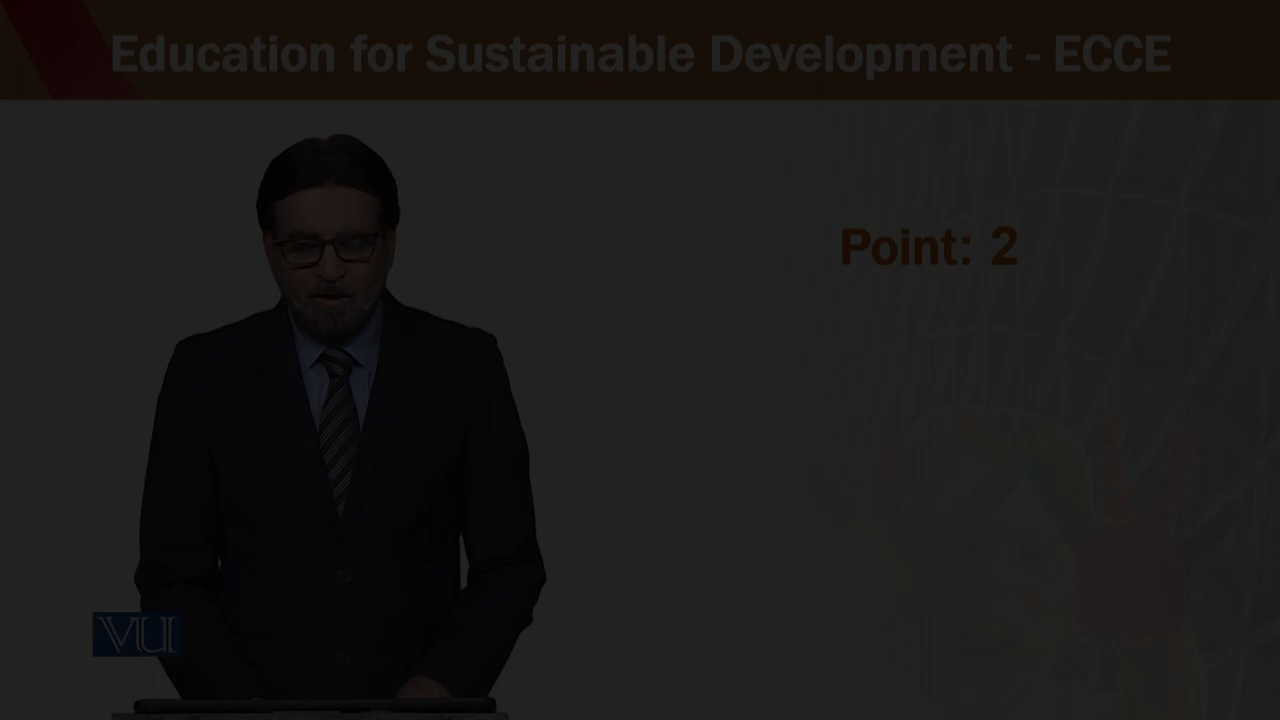 Education for Sustainable Development - ECCE
Point: 2
VU